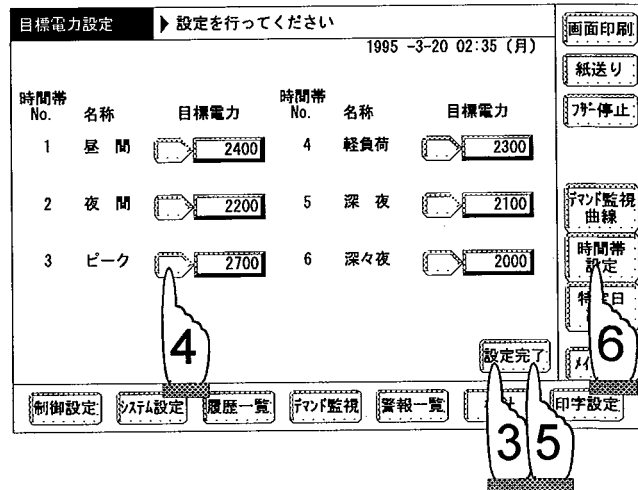 目標電力設定
▶設定を行ってください
1995 -3-20 02:35 (月)
時間帯No. 名称 目標電力 時間帯No. 名称 目標電力
1 昼 間 2400 4 軽負荷 2300
2 夜 間 2200 5 深 夜 2100
3 ピーク 2700 6 深々夜 2000
設定完了
画面印刷
紙送り
ブザー停止
デマンド監視曲線
時間帯設定
制御設定 システム設定 履歴一覧 デマンド監視 警報一覧 印字設定
4
3 5
6